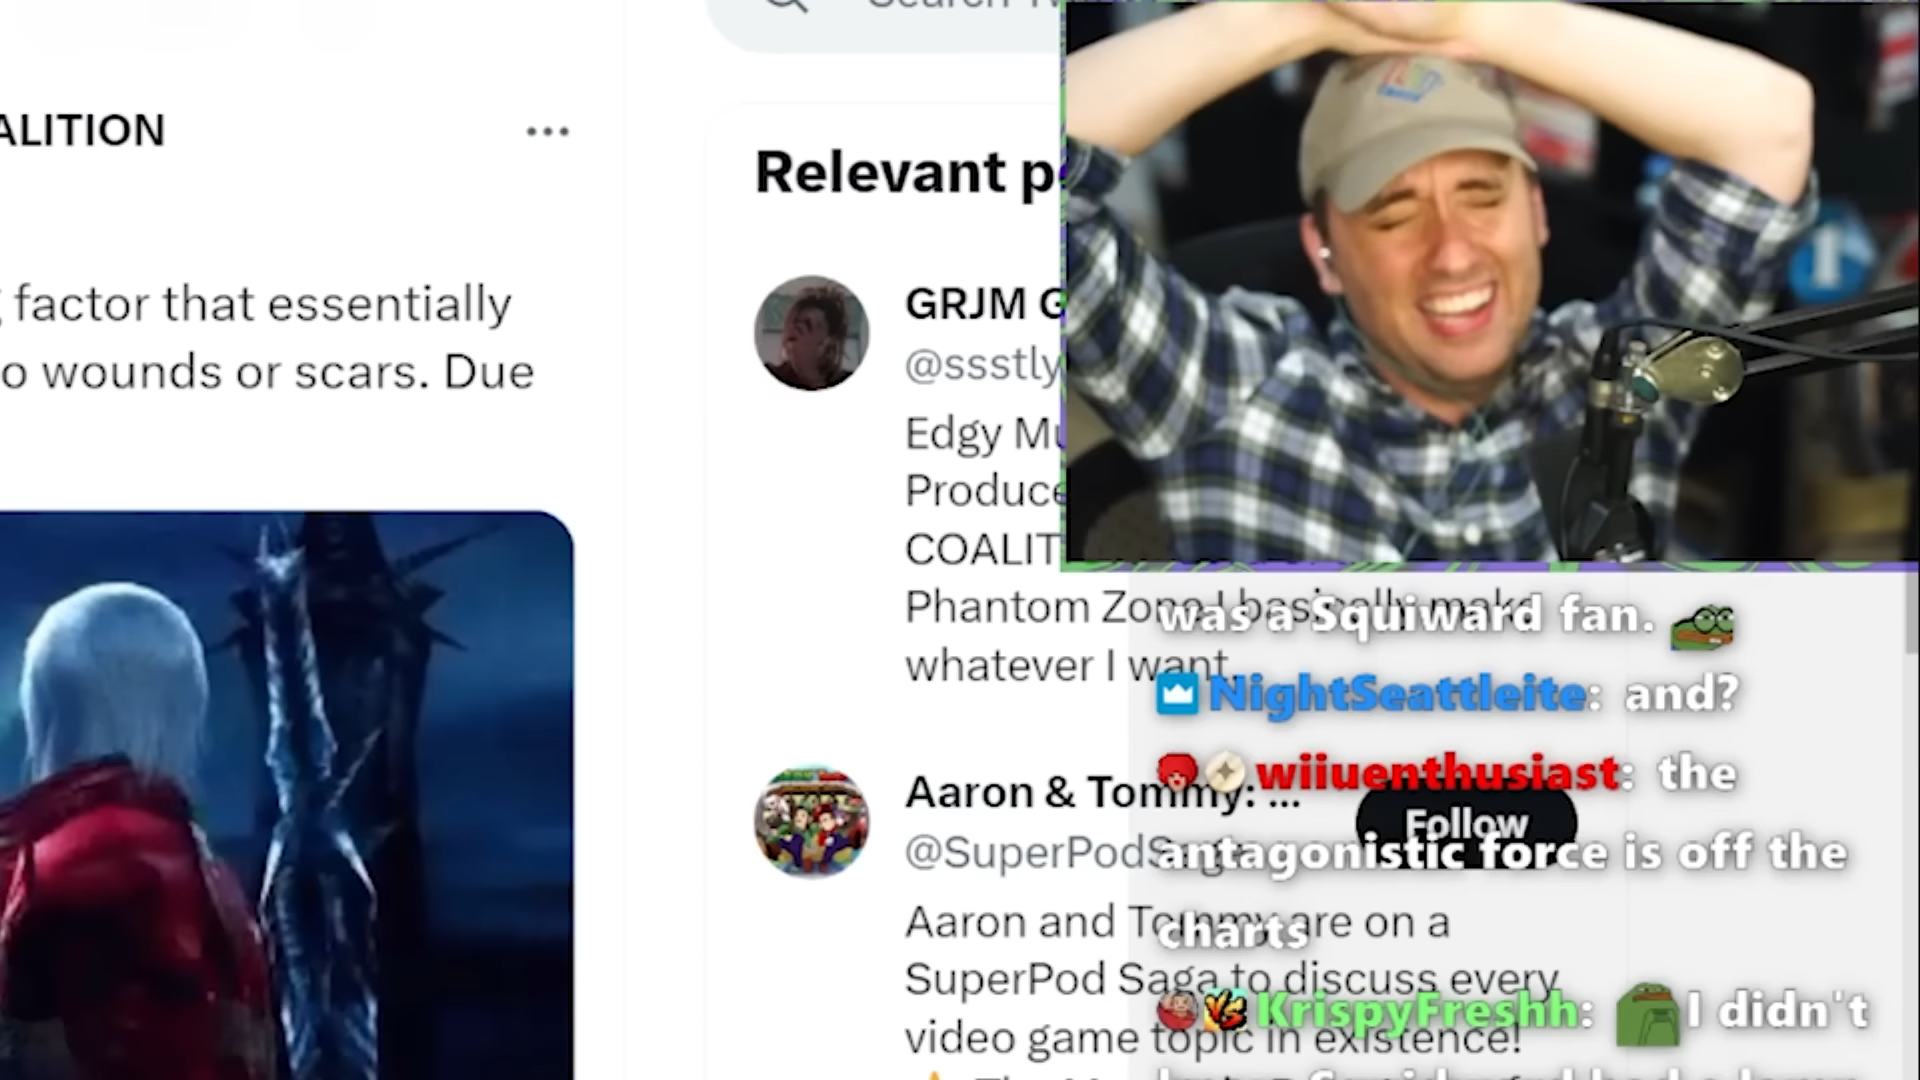 Search
ALITION
Relevant p
factor that essentially
o wounds or scars. Due
GRJM G
@ssstly
Edgy Mu
Produce
COALIT
Phantom Zone I basically make
whatever I want.
Aaron & Tommy: ...
@SuperPodSaga
Follow
Aaron and Tommy are on a
SuperPod Saga to discuss every
video game topic in existence!
was a Squiward fan.
NightSeattleite: and?
wiiuenthusiast: the
antagonistic force is off the
charts
KrispyFreshh: I didn't